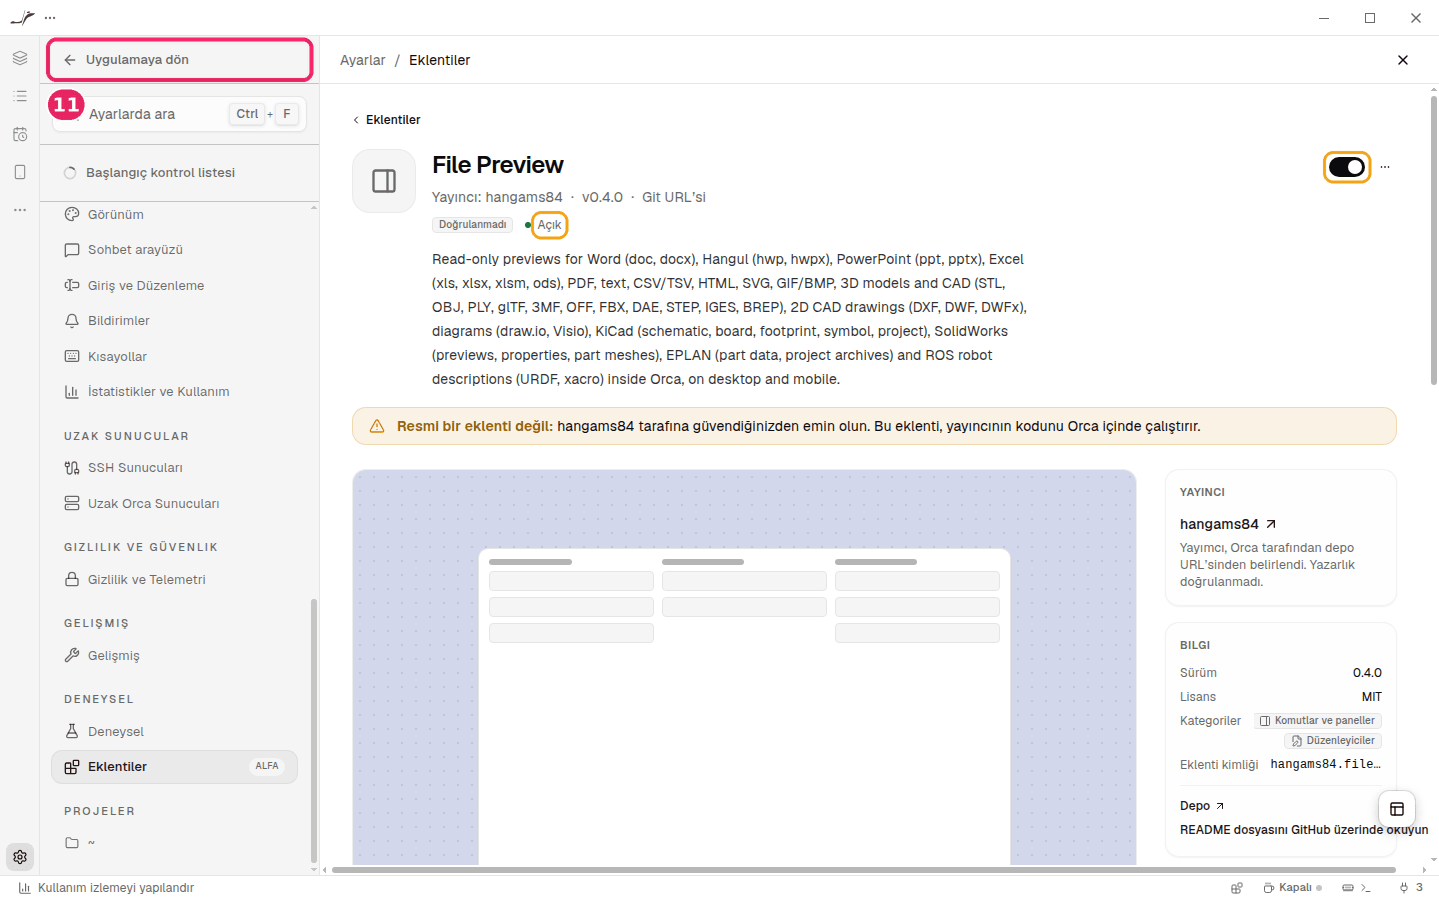 Uygulamaya dön
11
Ayarlarda ara
Ctrl + F
Başlangıç kontrol listesi
Görünüm
Sohbet arayüzü
Giriş ve Düzenleme
Bildirimler
Kısayollar
İstatistikler ve Kullanım
UZAK SUNUCULAR
SSH Sunucuları
Uzak Orca Sunucuları
GIZLILIK VE GÜVENLIK
Gizlilik ve Telemetri
GELIŞMIŞ
Gelişmiş
DENEYSEL
Deneysel
Eklentiler
ALFA
PROJELER
~
Ayarlar / Eklentiler
Eklentiler
File Preview
Yayıncı: hangams84 · v0.4.0 · Git URL'si
Doğrulanmadı
Açık
Read-only previews for Word (doc, docx), Hangul (hwp, hwpx), PowerPoint (ppt, pptx), Excel
(xls, xlsx, xlsm, ods), PDF, text, CSV/TSV, HTML, SVG, GIF/BMP, 3D models and CAD (STL,
OBJ, PLY, glTF, 3MF, OFF, FBX, DAE, STEP, IGES, BREP), 2D CAD drawings (DXF, DWF, DWFx),
diagrams (draw.io, Visio), KiCad (schematic, board, footprint, symbol, project), SolidWorks
(previews, properties, part meshes), EPLAN (part data, project archives) and ROS robot
descriptions (URDF, xacro) inside Orca, on desktop and mobile.
Resmi bir eklenti değil: hangams84 tarafına güvendiğinizden emin olun. Bu eklenti, yayıncının kodunu Orca içinde çalıştırır.
YAYINCI
hangams84
Yayımcı, Orca tarafından depo
URL'sinden belirlendi. Yazarlık
doğrulanmadı.
BILGI
Sürüm 0.4.0
Lisans MIT
Kategoriler Komutlar ve paneller
Düzenleyiciler
Eklenti kimliği hangams84.file…
Depo
README dosyasını GitHub üzerinde okuyun
Kullanım izlemeyi yapılandır
Kapalı
3